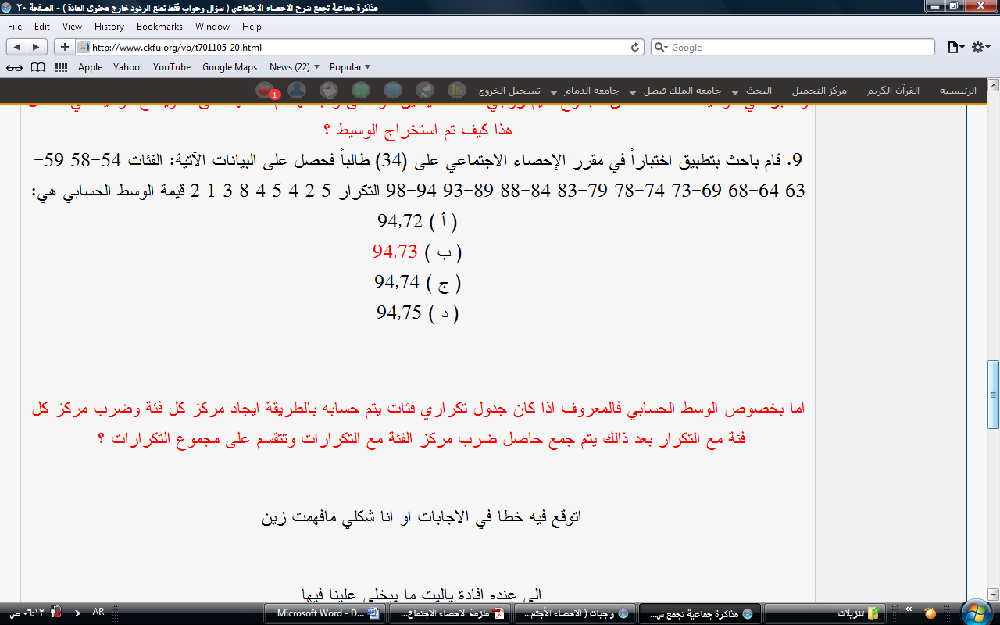 مذاكرة جماعية تجمع شرح الاحصاء الاجتماعي ( سؤال وجواب فقط تمنع الردود خارج محتوى المادة ) - الصفحة ٢٠
File Edit View History Bookmarks Window Help
http://www.ckfu.org/vb/t701105-20.html
Google
Apple Yahoo! YouTube Google Maps News (22) Popular
الرئيسية القرآن الكريم مركز التحميل البحث جامعة الملك فيصل جامعة الدمام تسجيل الخروج 1
هذا كيف تم استخراج الوسيط ؟
9. قام باحث بتطبيق اختباراً في مقرر الإحصاء الاجتماعي على (34) طالباً فحصل على البيانات الآتية: الفئات 54-58 59-
63 64-68 69-73 74-78 79-83 84-88 89-93 94-98 التكرار 5 2 4 5 4 8 3 1 2 قيمة الوسط الحسابي هي:
( أ ) 94,72
( ب ) 94,73
( ج ) 94,74
( د ) 94,75
اما بخصوص الوسط الحسابي فالمعروف اذا كان جدول تكراري فئات يتم حسابه بالطريقة ايجاد مركز كل فئة وضرب مركز كل
فئة مع التكرار بعد ذالك يتم جمع حاصل ضرب مركز الفئة مع التكرارات وتتقسم على مجموع التكرارات ؟
اتوقع فيه خطا في الاجابات او انا شكلي مافهمت زين
الي عنده افادة ياليت ما يبخلي علينا فيها
تنزيلات
مذاكرة جماعية تجمع ش...
واجبات ( الاحصاء الأجتم...
ملزمة الاحصاء الاجتماع...
Microsoft Word - D...
AR
٠٦:١٢ ص